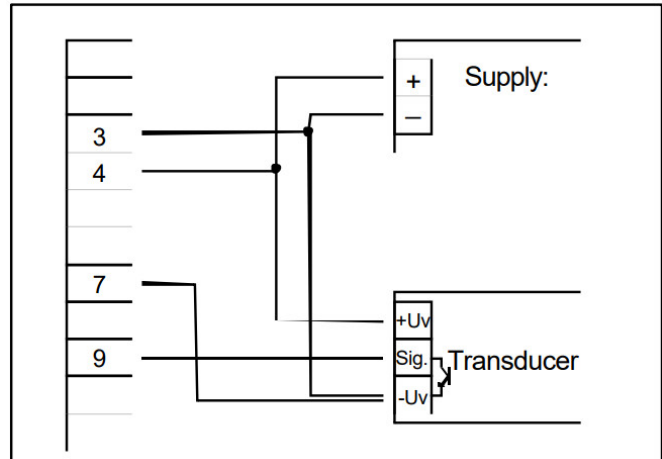 + Supply:
–
3
4
7
+Uv
9 Sig. Transducer
-Uv